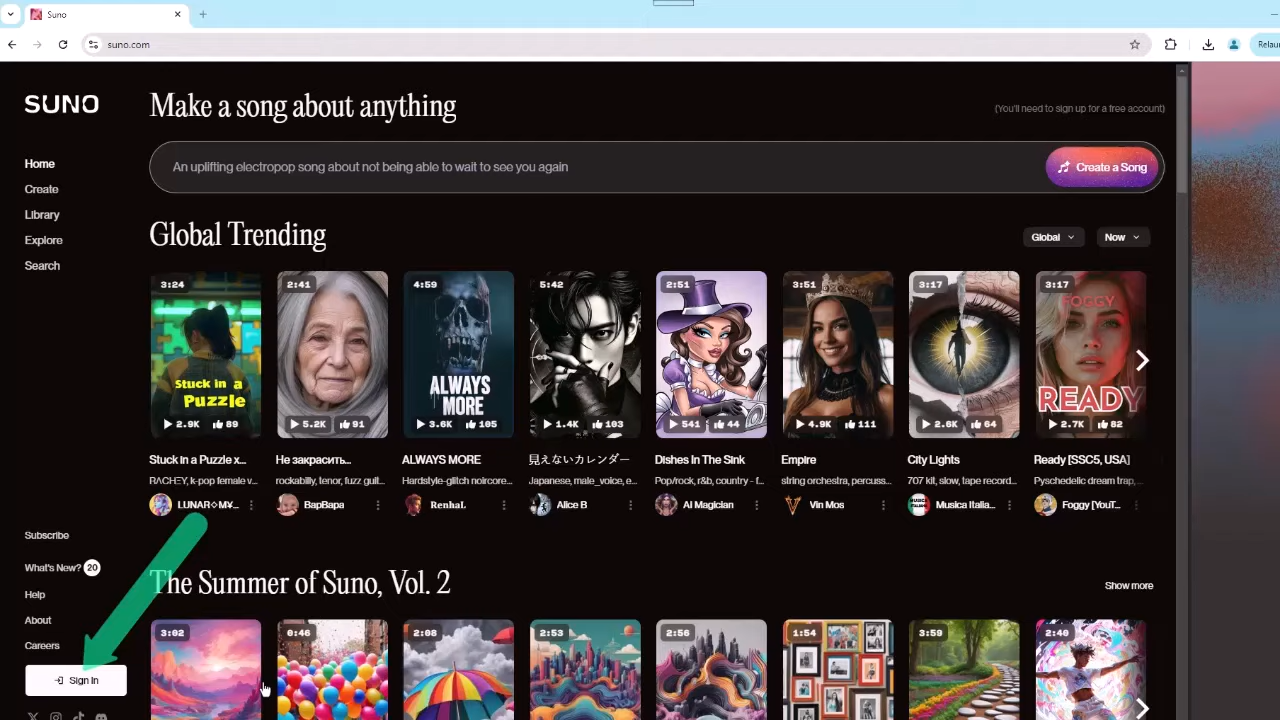 Suno
suno.com
Relau
SUNO
Home
Create
Library
Explore
Search
Make a song about anything
(You'll need to sign up for a free account)
An uplifting electropop song about not being able to wait to see you again
Create a Song
Global Trending
Global
Now
3:24
2:41
4:59
5:42
2:51
3:51
3:17
3:17
Stuck in a
Puzzle
ALWAYS
MORE
FOGGY
READY
2.9K 89
5.2K 91
3.6K 105
1.4K 103
541 44
4.9K 111
2.6K 64
2.7K 82
Stuck in a Puzzle x...
Не закрасить...
ALWAYS MORE
見えないカレンダー
Dishes In The Sink
Empire
City Lights
Ready [SSC5, USA]
RΛCHΞY, k-pop female v...
rockabilly, tenor, fuzz guit...
Hardstyle-glitch noircore...
Japanese, male_voice, e...
Pop/rock, r&b, country - f...
string orchestra, percuss...
707 kit, slow, tape record...
Pyschedelic dream trap, ...
LUNAR◇MY...
BapBapa
RenhaL
Alice B
AI Magician
Vin Mos
Musica Italia...
Foggy [YouT...
Subscribe
What's New? 20
Help
About
Careers
Sign In
The Summer of Suno, Vol. 2
Show more
3:02
0:46
2:08
2:53
2:56
1:54
3:59
2:40